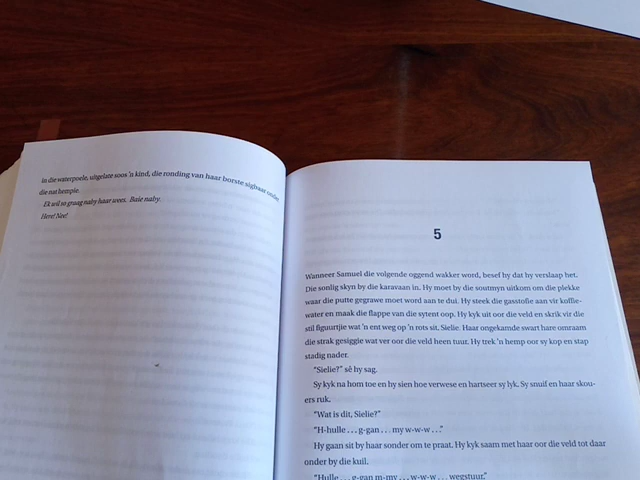 In die waterpoele, uitgelate soos 'n kind, die ronding van haar borste sigbaar onder
die nat hempie.
Ek wil so graag naby haar wees. Baie naby.
Here! Nee!
5
Wanneer Samuel die volgende oggend wakker word, besef hy dat hy verslaap het.
Die sonlig skyn by die karavaan in. Hy moet by die soutmyn uitkom om die plekke
waar die putte gegrawe moet word aan te dui. Hy steek die gasstofie aan vir koffie-
water en maak die flappe van die sytent oop. Hy kyk uit oor die veld en skrik vir die
stil figuurtjie wat 'n ent weg op 'n rots sit. Sielie. Haar ongekamde swart hare omraam
die strak gesiggie wat ver oor die veld heen tuur. Hy trek 'n hemp oor sy kop en stap
stadig nader.
"Sielie?" sê hy sag.
Sy kyk na hom toe en hy sien hoe verwese en hartseer sy lyk. Sy snuif en haar skou-
ers ruk.
"Wat is dit, Sielie?"
"H-hulle . . . g-gan . . . my w-w-w . . ."
Hy gaan sit by haar sonder om te praat. Hy kyk saam met haar oor die veld tot daar
onder by die kuil.
"Hulle . . . g-gan m-my . . . w-w-w . . . wegstuur."